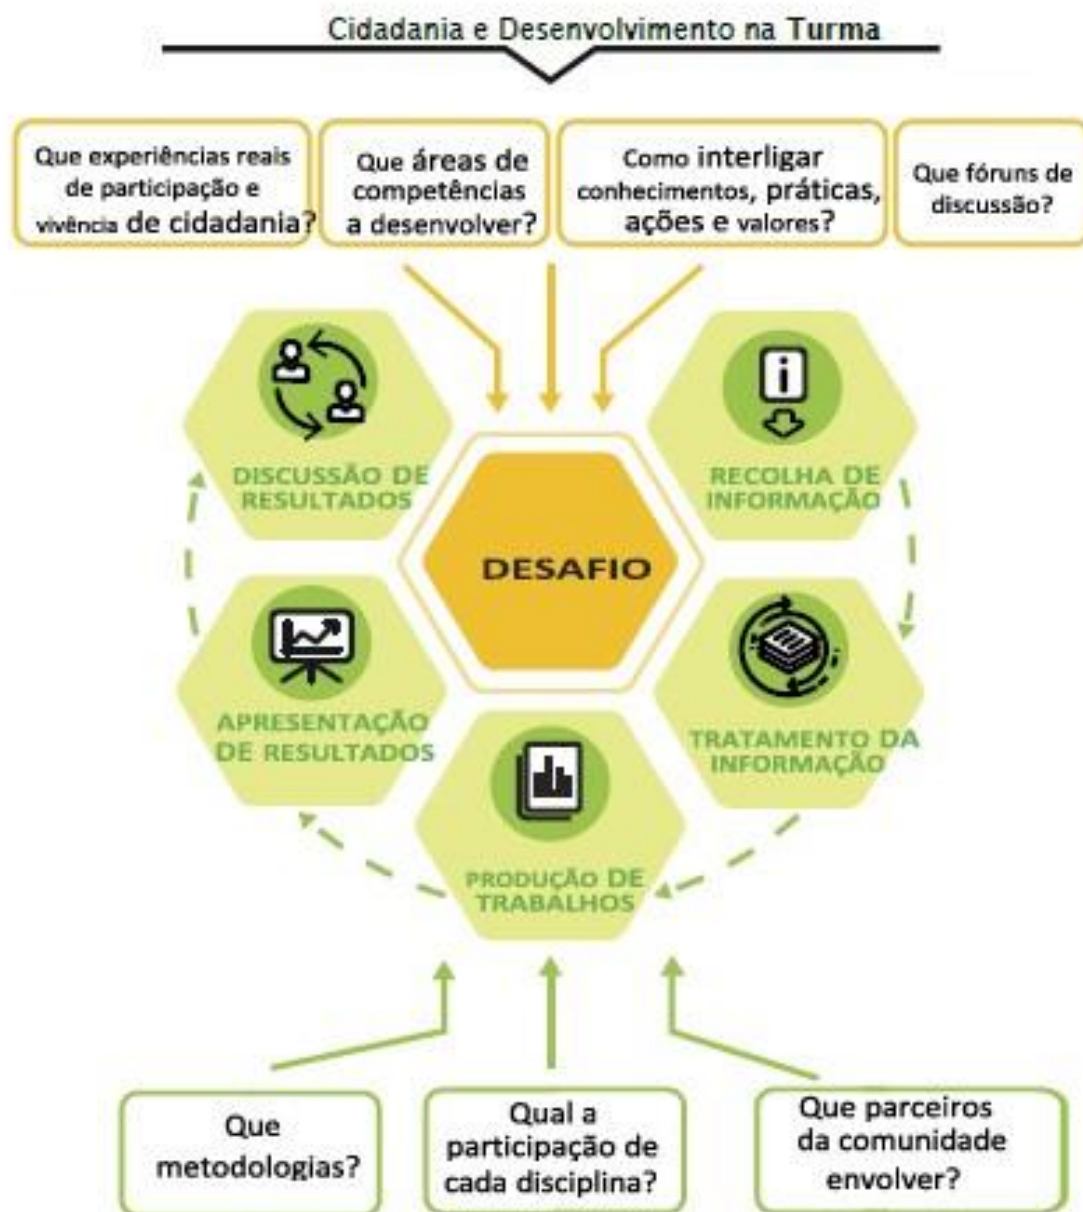 Cidadania e Desenvolvimento na Turma
Que experiências reais
de participação e
vivência de cidadania?
Que áreas de
competências
a desenvolver?
Como interligar
conhecimentos, práticas,
ações e valores?
Que fóruns de
discussão?
DISCUSSÃO DE
RESULTADOS
i
RECOLHA DE
INFORMAÇÃO
DESAFIO
APRESENTAÇÃO
DE RESULTADOS
TRATAMENTO DA
INFORMAÇÃO
PRODUÇÃO DE
TRABALHOS
Que
metodologias?
Qual a
participação de
cada disciplina?
Que parceiros
da comunidade
envolver?